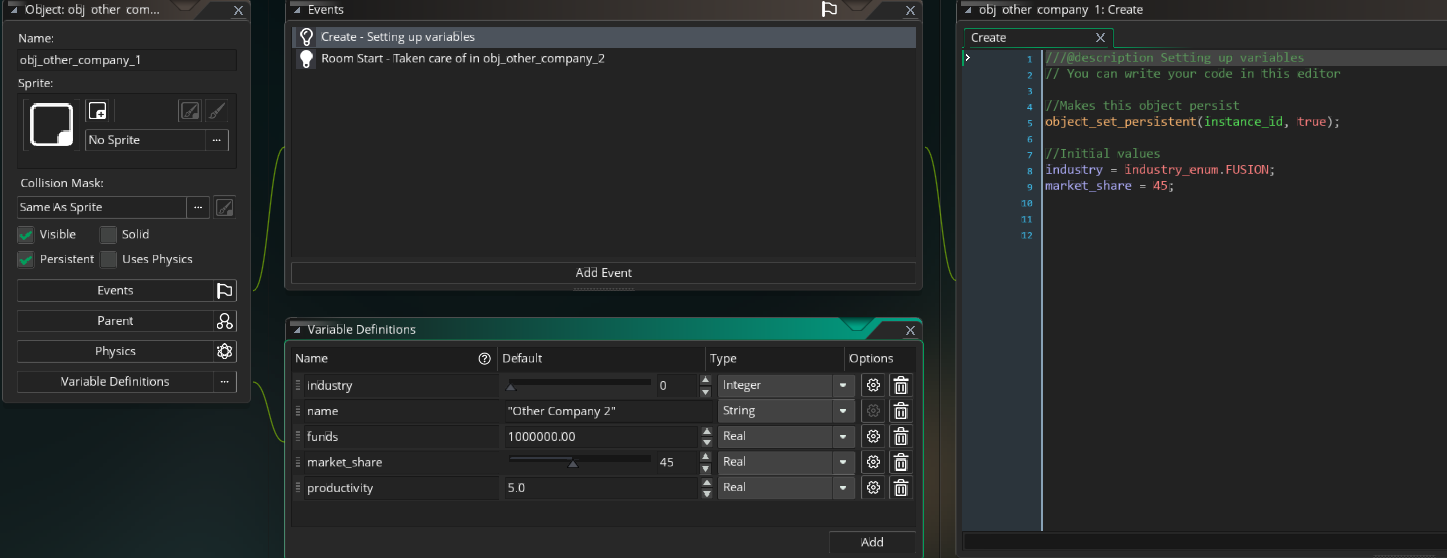 Object: obj_other_com...
Name:
obj_other_company_1
Sprite:
No Sprite
...
Collision Mask:
Same As Sprite
...
Visible
Solid
Persistent
Uses Physics
Events
Parent
Physics
Variable Definitions
...
Events
Create - Setting up variables
Room Start - Taken care of in obj_other_company_2
Add Event
Variable Definitions
Name ? Default Type Options
industry 0 Integer
name "Other Company 2" String
funds 1000000.00 Real
market_share 45 Real
productivity 5.0 Real
Add
obj_other_company_1: Create
Create X
1 ///@description Setting up variables
2 // You can write your code in this editor
3
4 //Makes this object persist
5 object_set_persistent(instance_id, true);
6
7 //Initial values
8 industry = industry_enum.FUSION;
9 market_share = 45;
10
11
12